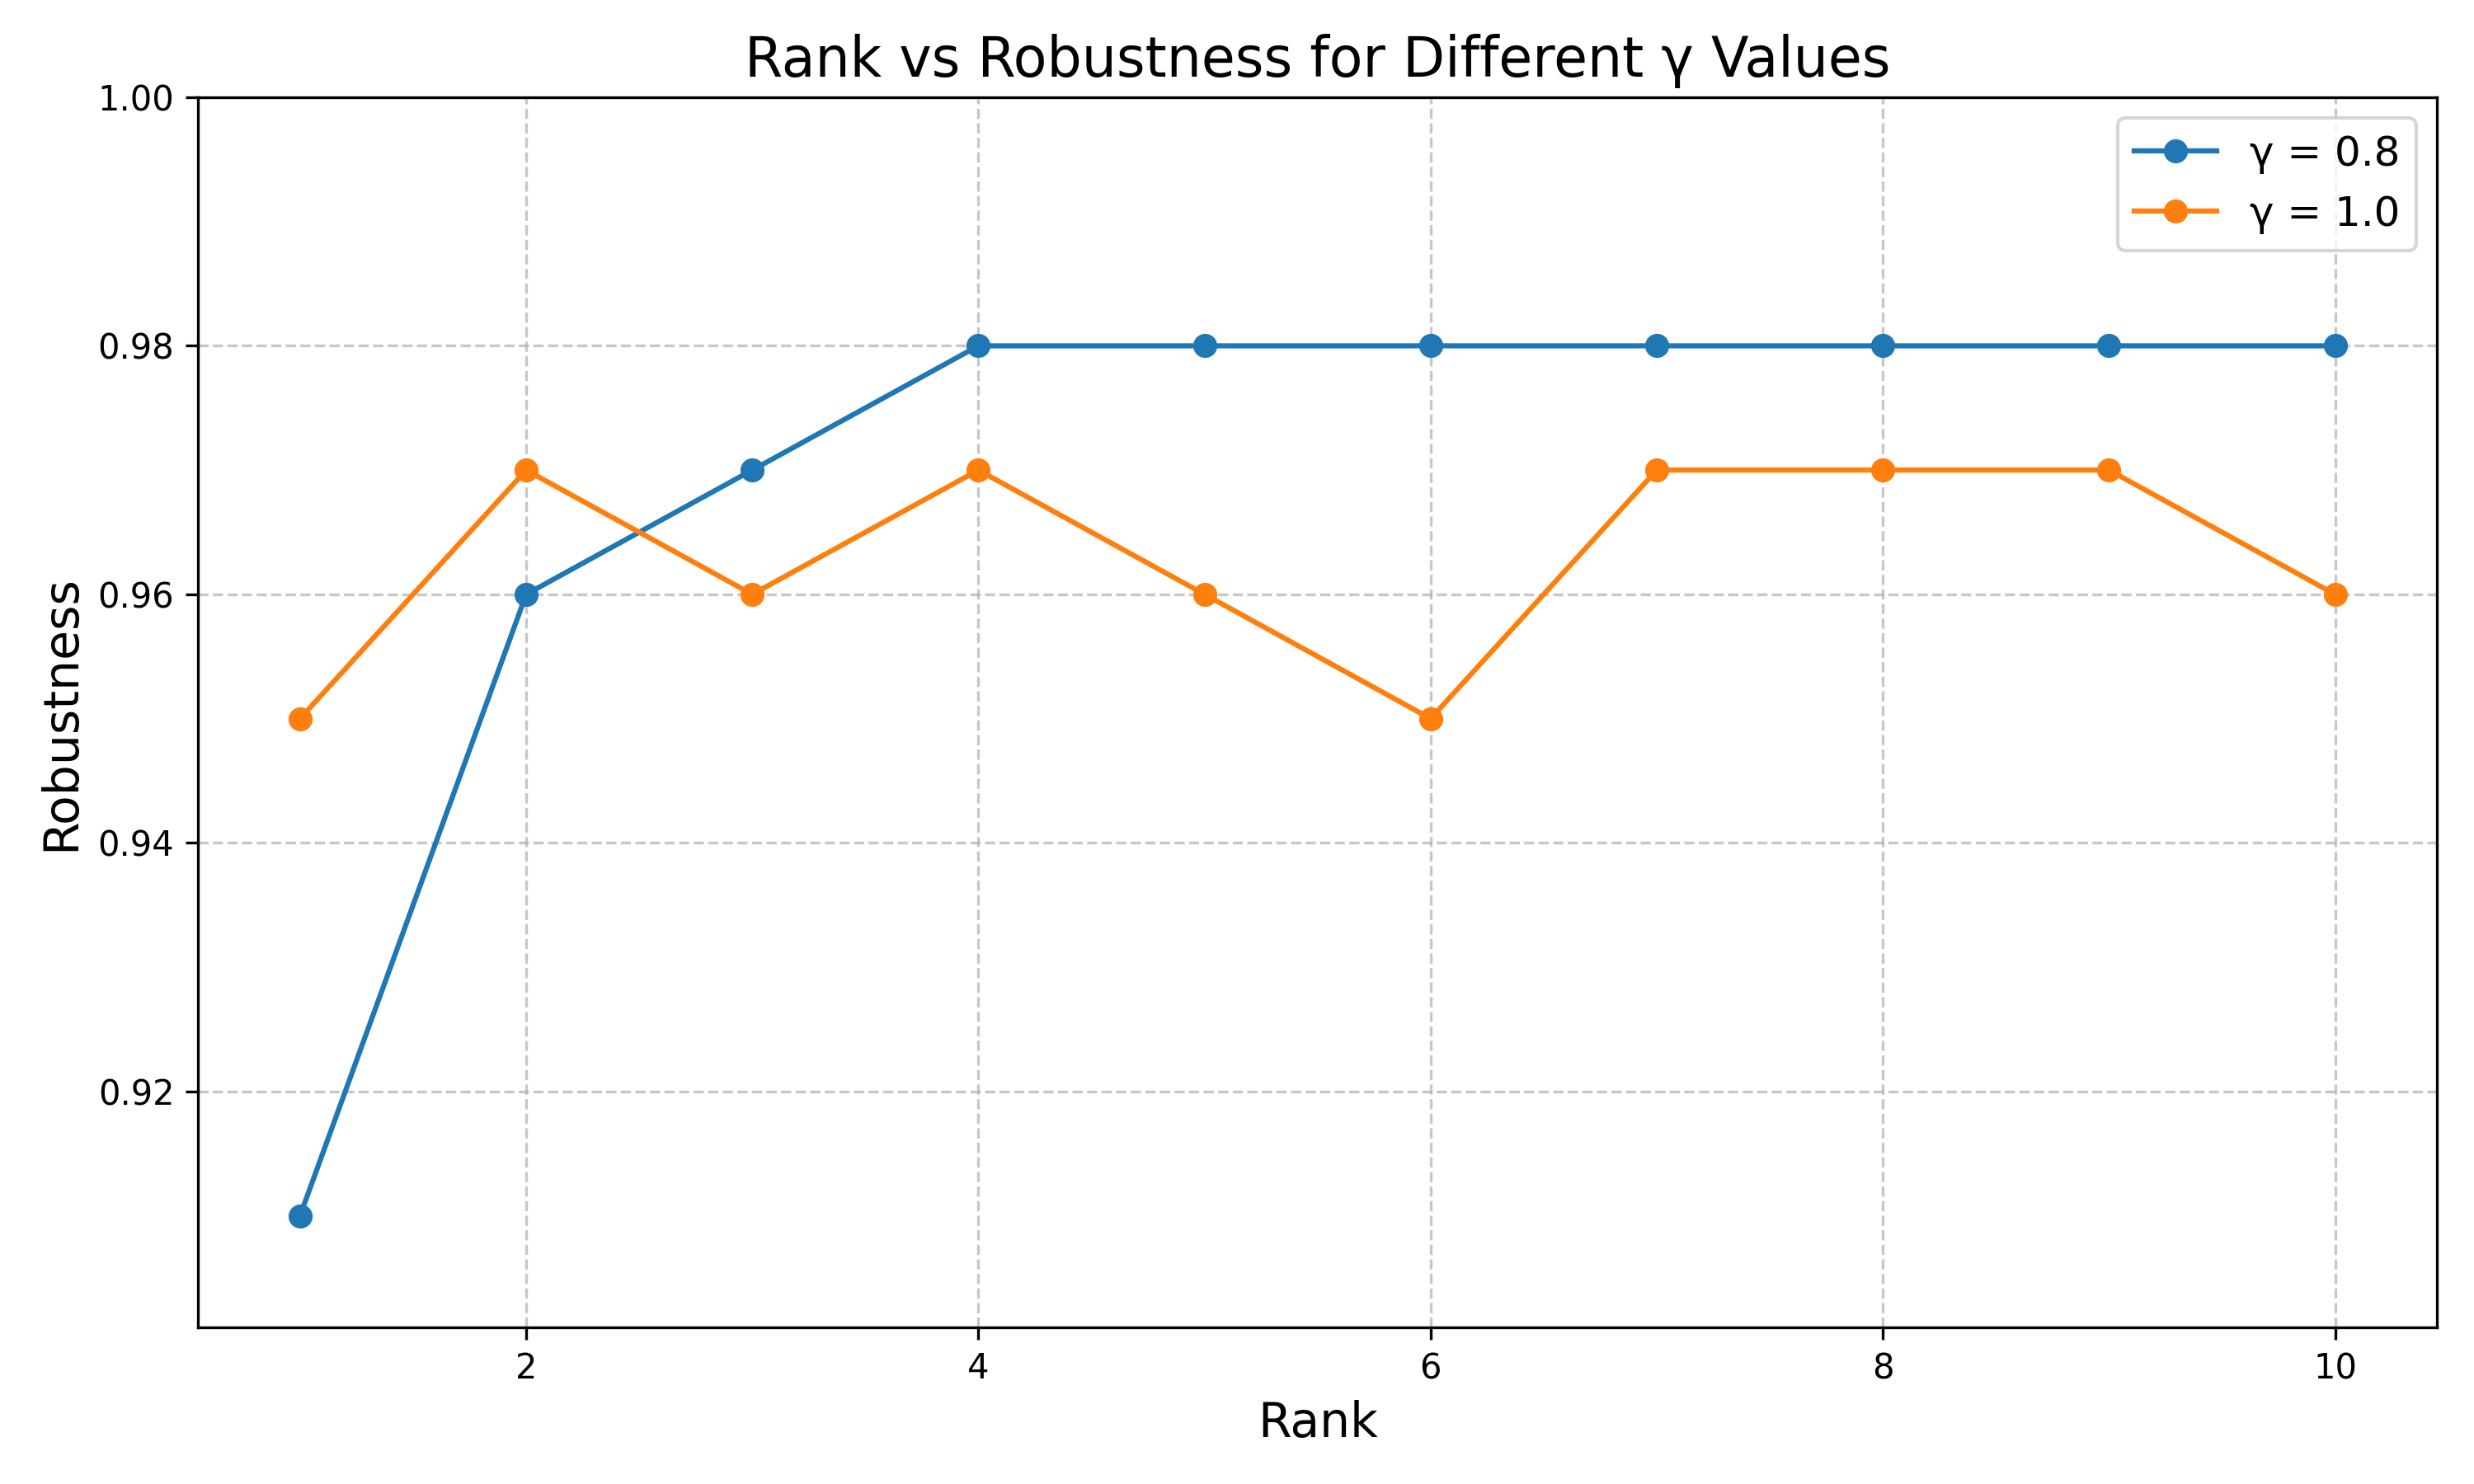 Rank vs Robustness for Different γ Values
1.00
0.98
0.96
0.94
0.92
Robustness
γ = 0.8
γ = 1.0
2
4
6
8
10
Rank